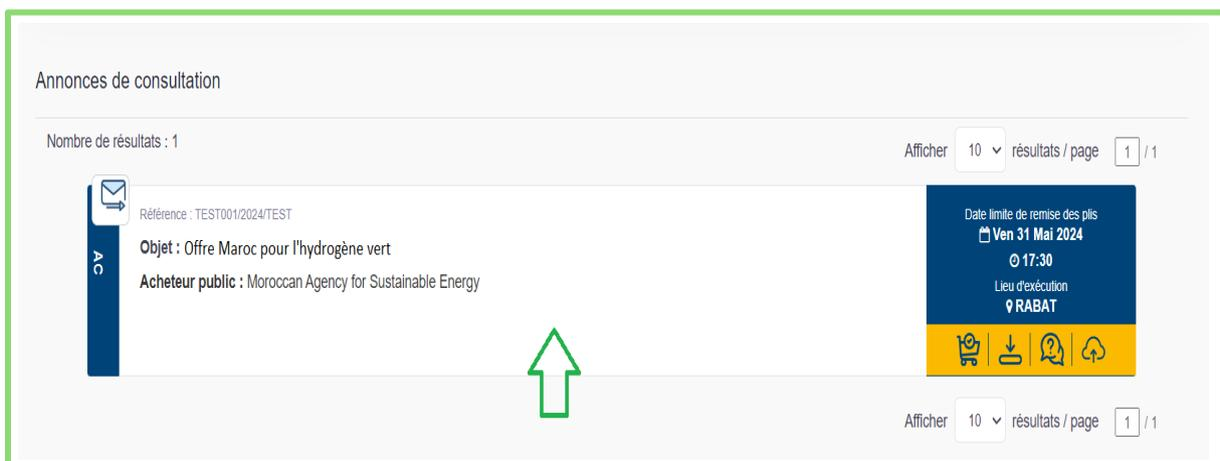 Annonces de consultation
Nombre de résultats : 1
Afficher 10 résultats / page 1 / 1
AC
Référence : TEST001/2024/TEST
Objet : Offre Maroc pour l'hydrogène vert
Acheteur public : Moroccan Agency for Sustainable Energy
Date limite de remise des plis
Ven 31 Mai 2024
17:30
Lieu d'exécution
RABAT
Afficher 10 résultats / page 1 / 1